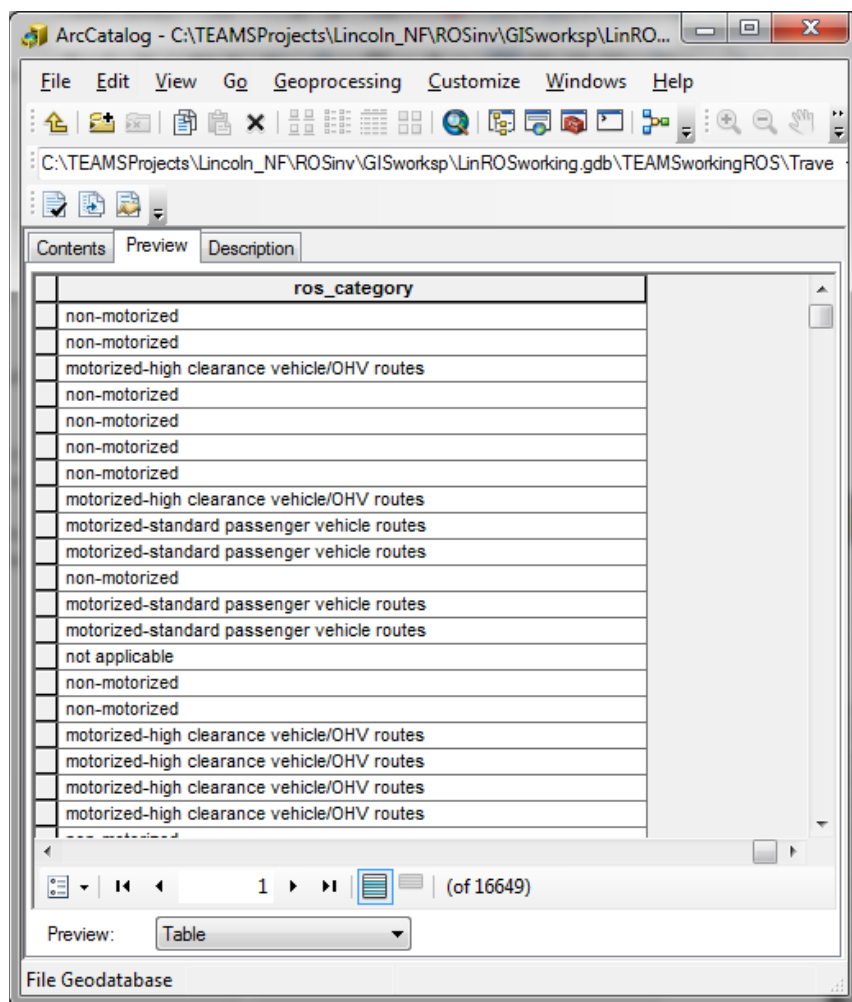 ArcCatalog - C:\TEAMSProjects\Lincoln_NF\ROSinv\GISworksp\LinRO...
File Edit View Go Geoprocessing Customize Windows Help
C:\TEAMSProjects\Lincoln_NF\ROSinv\GISworksp\LinROSworking.gdb\TEAMSworkingROS\Trave
Contents Preview Description
ros_category
non-motorized
non-motorized
motorized-high clearance vehicle/OHV routes
non-motorized
non-motorized
non-motorized
non-motorized
motorized-high clearance vehicle/OHV routes
motorized-standard passenger vehicle routes
motorized-standard passenger vehicle routes
non-motorized
motorized-standard passenger vehicle routes
motorized-standard passenger vehicle routes
not applicable
non-motorized
non-motorized
motorized-high clearance vehicle/OHV routes
motorized-high clearance vehicle/OHV routes
motorized-high clearance vehicle/OHV routes
motorized-high clearance vehicle/OHV routes
non-motorized
1 (of 16649)
Preview: Table
File Geodatabase